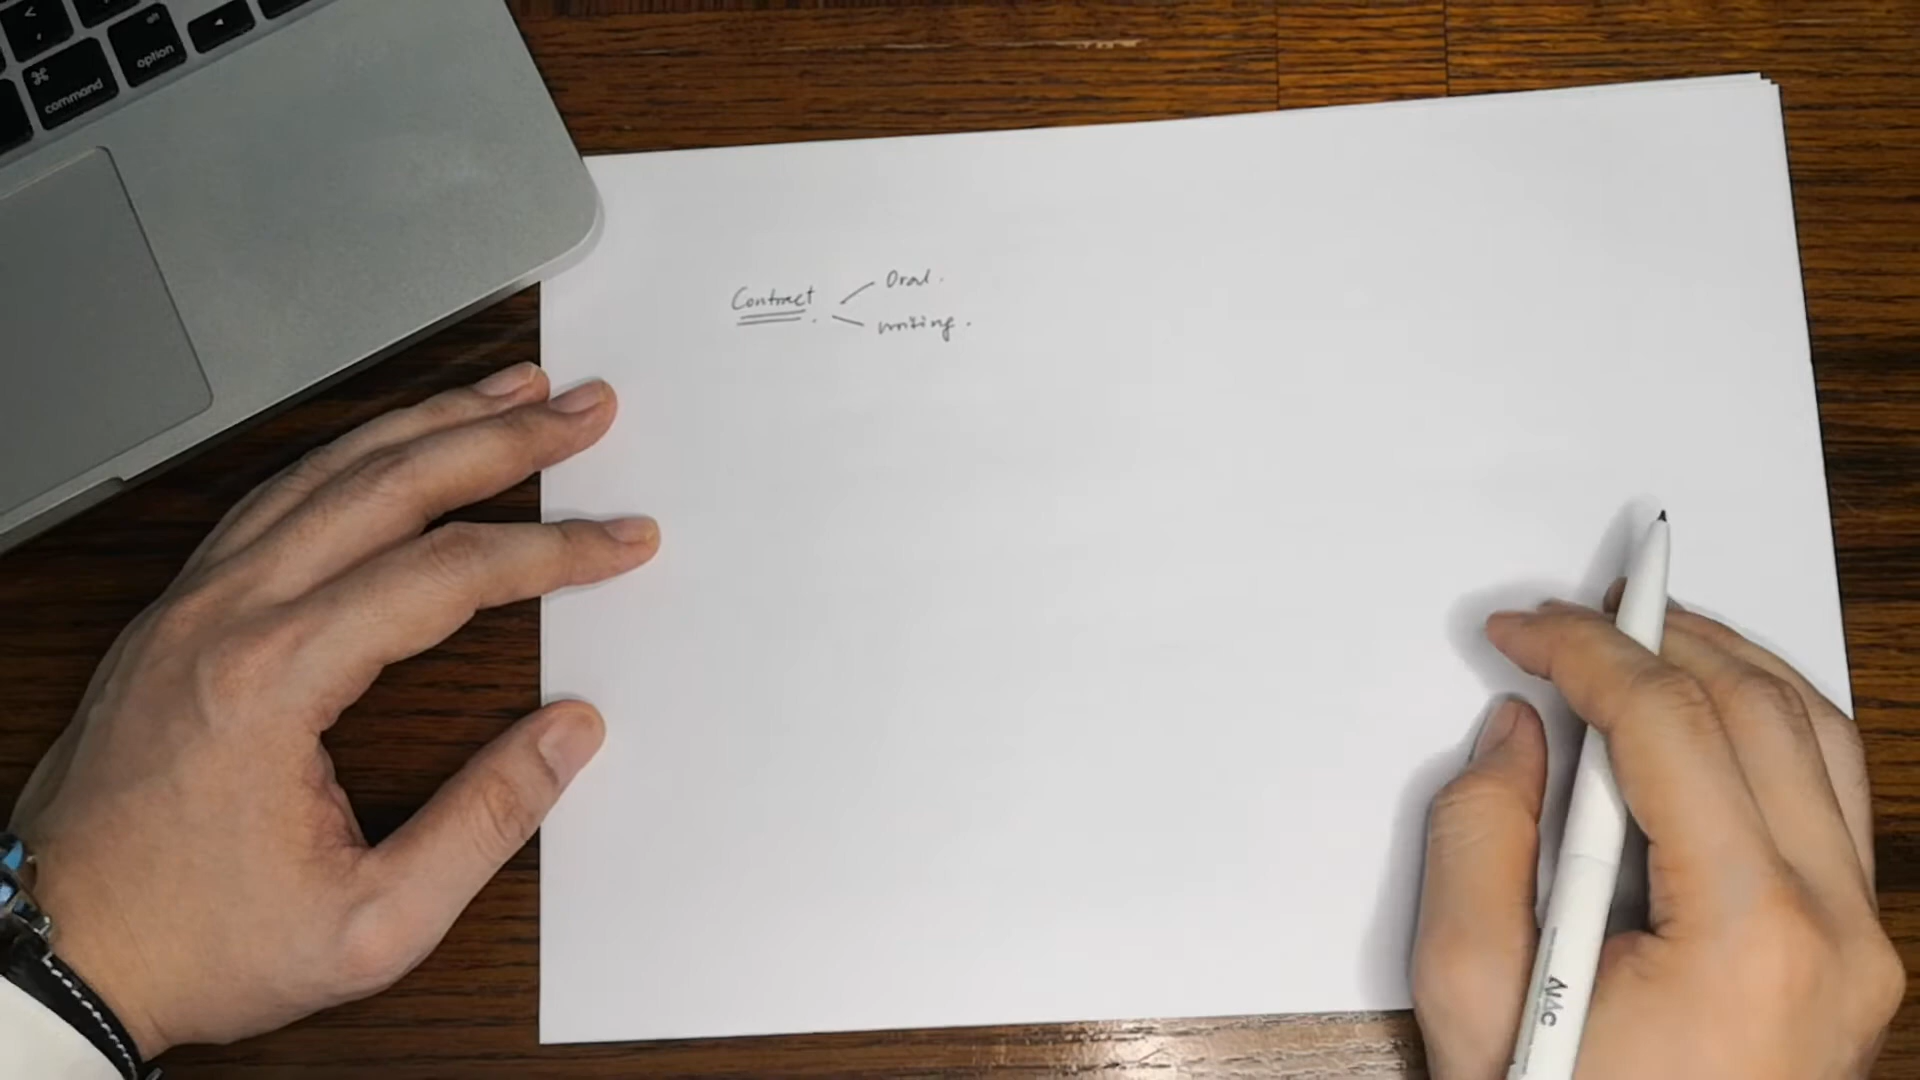 command
option
Contract.
Oral.
writing.